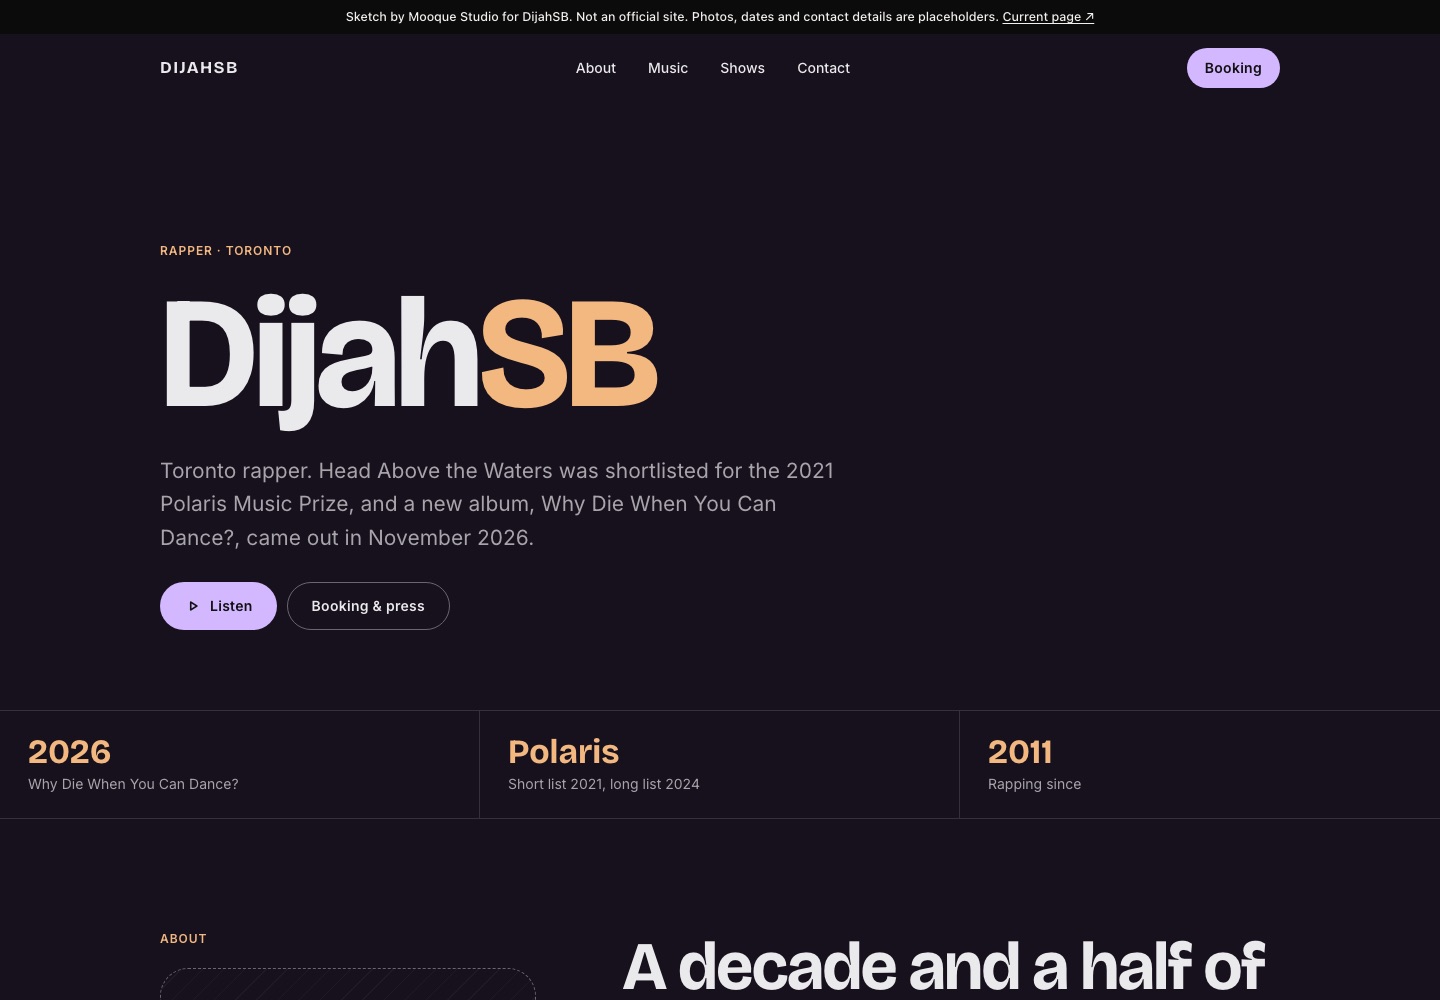 Sketch by Mooque Studio for DijahSB. Not an official site. Photos, dates and contact details are placeholders. Current page ↗
DIJAHSB
About Music Shows Contact
Booking
RAPPER · TORONTO
DijahSB
Toronto rapper. Head Above the Waters was shortlisted for the 2021
Polaris Music Prize, and a new album, Why Die When You Can
Dance?, came out in November 2026.
Listen
Booking & press
2026
Why Die When You Can Dance?
Polaris
Short list 2021, long list 2024
2011
Rapping since
ABOUT
A decade and a half of